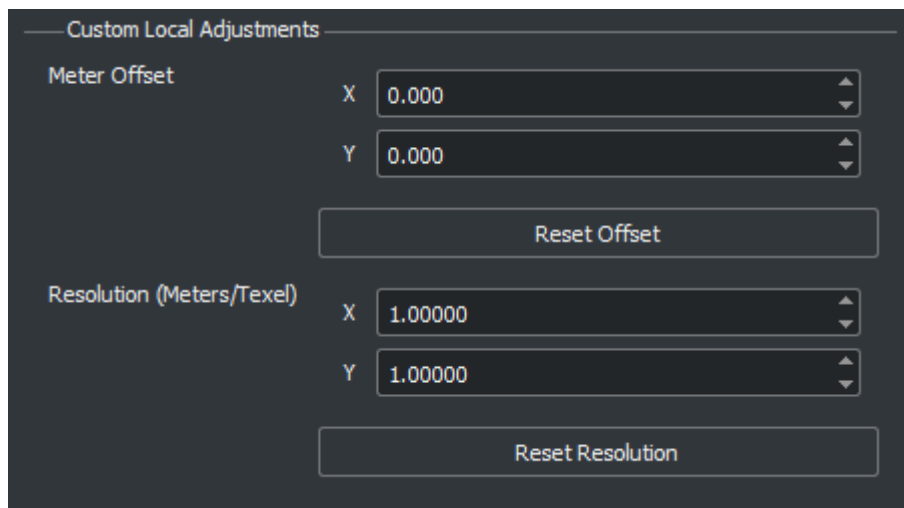 Custom Local Adjustments
Meter Offset
X 0.000
Y 0.000
Reset Offset
Resolution (Meters/Texel)
X 1.00000
Y 1.00000
Reset Resolution